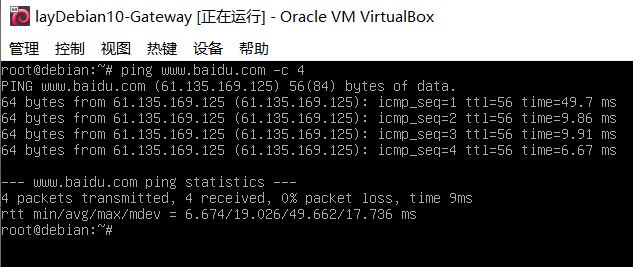 layDebian10-Gateway [正在运行] - Oracle VM VirtualBox
管理 控制 视图 热键 设备 帮助
root@debian:~# ping www.baidu.com -c 4
PING www.baidu.com (61.135.169.125) 56(84) bytes of data.
64 bytes from 61.135.169.125 (61.135.169.125): icmp_seq=1 ttl=56 time=49.7 ms
64 bytes from 61.135.169.125 (61.135.169.125): icmp_seq=2 ttl=56 time=9.86 ms
64 bytes from 61.135.169.125 (61.135.169.125): icmp_seq=3 ttl=56 time=9.91 ms
64 bytes from 61.135.169.125 (61.135.169.125): icmp_seq=4 ttl=56 time=6.67 ms
--- www.baidu.com ping statistics ---
4 packets transmitted, 4 received, 0% packet loss, time 9ms
rtt min/avg/max/mdev = 6.674/19.026/49.662/17.736 ms
root@debian:~#